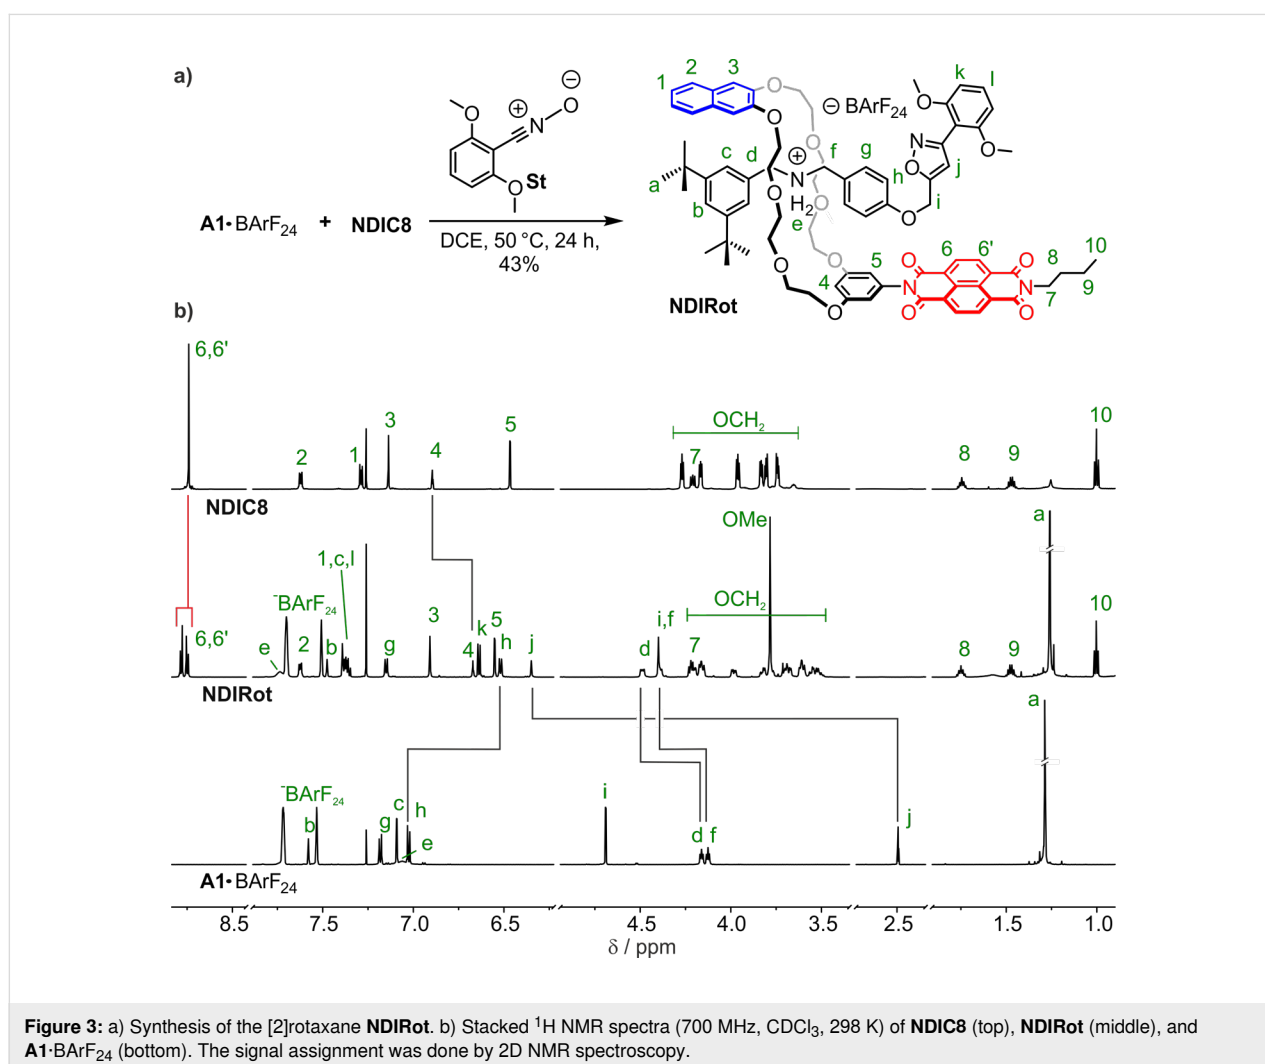 a)
⊖
O
⊕
N
O
O
St
A1•BArF24 + NDIC8
DCE, 50 °C, 24 h,
43%
1 2 3 O
O
⊖ BArF24
O
k l
O
O
N
O
j
i
O
a b c d
⊕
N
H2
e f g h
O
O
O
O
O
4 5
N
O
O
6 6'
O
O
N
7 8 9 10
NDIRot
b)
6,6' 2 1 3 4 5 OCH2 7 8 9 10
NDIC8
6,6' e -BArF24 2 b 1,c,l g 3 4 k 5 h j d i,f 7 OCH2 OMe 8 9 a 10
NDIRot
-BArF24 b g c h e i d f j a
A1•BArF24
8.5 7.5 7.0 6.5 4.5 4.0 3.5 2.5 1.5 1.0
δ / ppm
Figure 3: a) Synthesis of the [2]rotaxane NDIRot. b) Stacked 1H NMR spectra (700 MHz, CDCl3, 298 K) of NDIC8 (top), NDIRot (middle), and
A1·BArF24 (bottom). The signal assignment was done by 2D NMR spectroscopy.